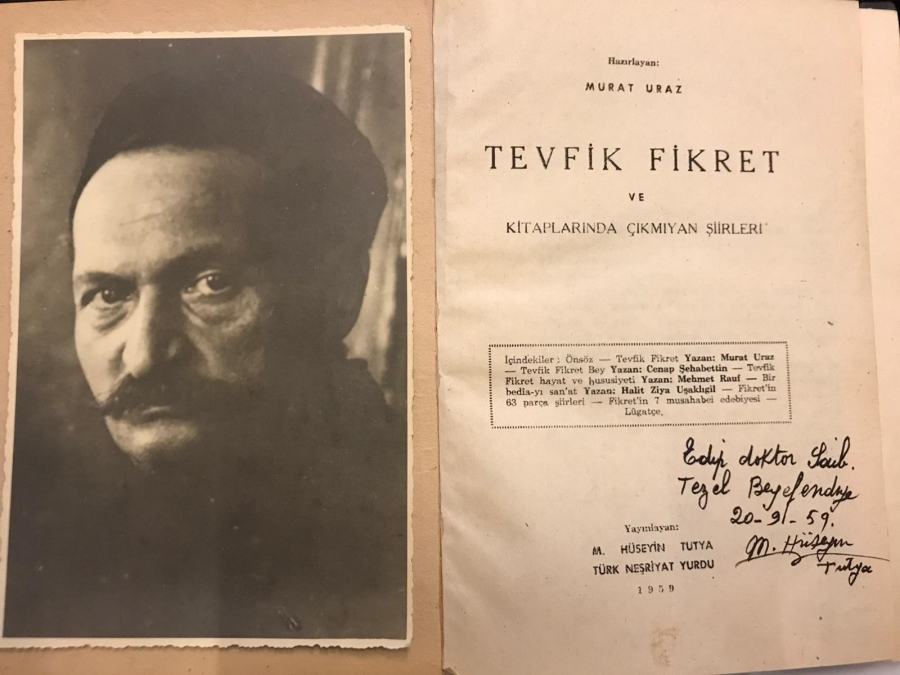 Hazırlayan:
MURAT URAZ
TEVFİK FİKRET
VE
KİTAPLARINDA ÇIKMIYAN ŞİİRLERİ
İçindekiler : Önsöz — Tevfik Fikret Yazan: Murat Uraz
— Tevfik Fikret Bey Yazan: Cenap Şehabettin — Tevfik
Fikret hayat ve hususiyeti Yazan: Mehmet Rauf — Bir
bedia-yı san'at Yazan: Halit Ziya Uşaklıgil — Fikret'in
63 parça şiirleri — Fikret'in 7 musahabei edebiyesi —
Lûgatçe.
Edip doktor Saib.
Tezel Beyefendiye
20-91-59.
M. Hüseyin
Tutya
Yayınlayan:
M. HÜSEYİN TUTYA
TÜRK NEŞRİYAT YURDU
1959